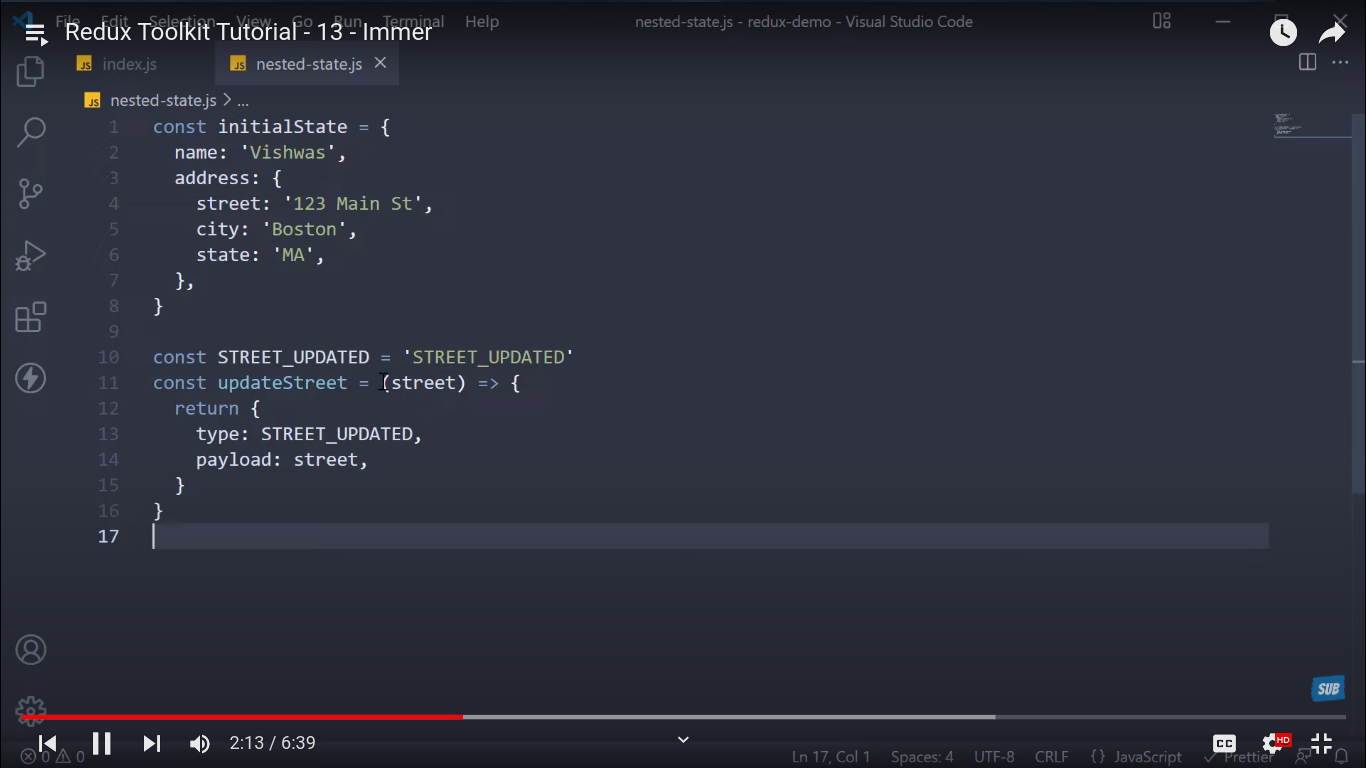 File Edit Selection View Go Run Terminal Help nested-state.js - redux-demo - Visual Studio Code
Redux Toolkit Tutorial - 13 - Immer
JS index.js JS nested-state.js
JS nested-state.js > ...
1 const initialState = {
2 name: 'Vishwas',
3 address: {
4 street: '123 Main St',
5 city: 'Boston',
6 state: 'MA',
7 },
8 }
9
10 const STREET_UPDATED = 'STREET_UPDATED'
11 const updateStreet = (street) => {
12 return {
13 type: STREET_UPDATED,
14 payload: street,
15 }
16 }
17
SUB
2:13 / 6:39 CC HD
0 0 Ln 17, Col 1 Spaces: 4 UTF-8 CRLF {} JavaScript Prettier